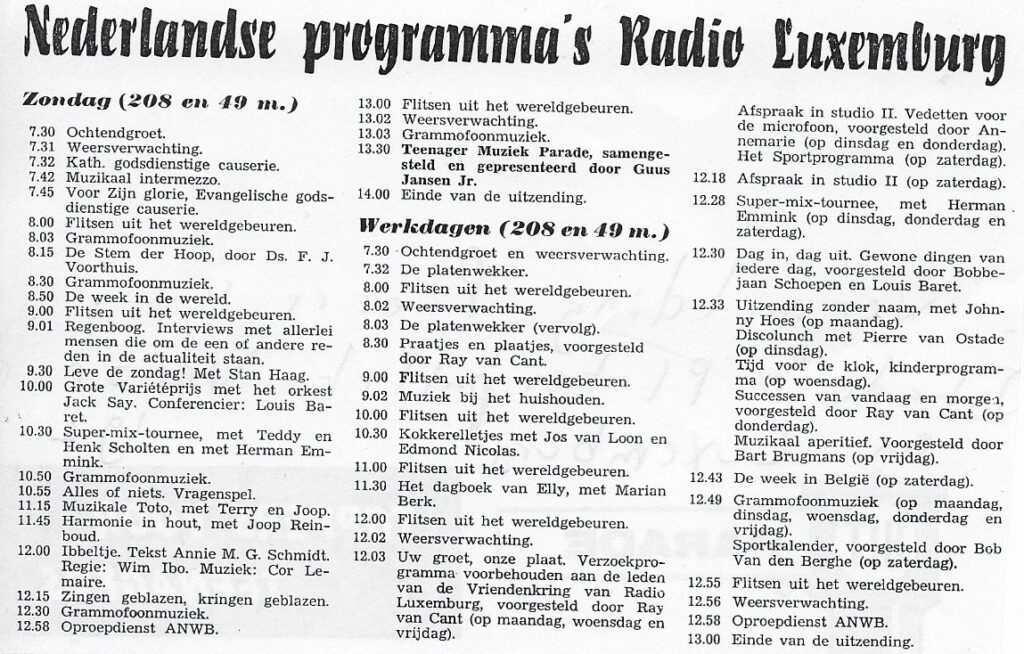 Nederlandse programma's Radio Luxemburg
Zondag (208 en 49 m.)
7.30 Ochtendgroet.
7.31 Weersverwachting.
7.32 Kath. godsdienstige causerie.
7.42 Muzikaal intermezzo.
7.45 Voor Zijn glorie, Evangelische gods-
dienstige causerie.
8.00 Flitsen uit het wereldgebeuren.
8.03 Grammofoonmuziek.
8.15 De Stem der Hoop, door Ds. F. J.
Voorthuis.
8.30 Grammofoonmuziek.
8.50 De week in de wereld.
9.00 Flitsen uit het wereldgebeuren.
9.01 Regenboog. Interviews met allerlei
mensen die om de een of andere re-
den in de actualiteit staan.
9.30 Leve de zondag! Met Stan Haag.
10.00 Grote Variétéprijs met het orkest
Jack Say. Conferencier: Louis Ba-
ret.
10.30 Super-mix-tournee, met Teddy en
Henk Scholten en met Herman Em-
mink.
10.50 Grammofoonmuziek.
10.55 Alles of niets. Vragenspel.
11.15 Muzikale Toto, met Terry en Joop.
11.45 Harmonie in hout, met Joop Rein-
boud.
12.00 Ibbeltje. Tekst Annie M. G. Schmidt.
Regie: Wim Ibo. Muziek: Cor Le-
maire.
12.15 Zingen geblazen, kringen geblazen.
12.30 Grammofoonmuziek.
12.58 Oproepdienst ANWB.
13.00 Flitsen uit het wereldgebeuren.
13.02 Weersverwachting.
13.03 Grammofoonmuziek.
13.30 Teenager Muziek Parade, samenge-
steld en gepresenteerd door Guus
Jansen Jr.
14.00 Einde van de uitzending.
Werkdagen (208 en 49 m.)
7.30 Ochtendgroet en weersverwachting.
7.32 De platenwekker.
8.00 Flitsen uit het wereldgebeuren.
8.02 Weersverwachting.
8.03 De platenwekker (vervolg).
8.30 Praatjes en plaatjes, voorgesteld
door Ray van Cant.
9.00 Flitsen uit het wereldgebeuren.
9.02 Muziek bij het huishouden.
10.00 Flitsen uit het wereldgebeuren.
10.30 Kokkerelletjes met Jos van Loon en
Edmond Nicolas.
11.00 Flitsen uit het wereldgebeuren.
11.30 Het dagboek van Elly, met Marian
Berk.
12.00 Flitsen uit het wereldgebeuren.
12.02 Weersverwachting.
12.03 Uw groet, onze plaat. Verzoekpro-
gramma voorbehouden aan de leden
van de Vriendenkring van Radio
Luxemburg, voorgesteld door Ray
van Cant (op maandag, woensdag en
vrijdag).
Afspraak in studio II. Vedetten voor
de microfoon, voorgesteld door An-
nemarie (op dinsdag en donderdag).
Het Sportprogramma (op zaterdag).
12.18 Afspraak in studio II (op zaterdag).
12.28 Super-mix-tournee, met Herman
Emmink (op dinsdag, donderdag en
zaterdag).
12.30 Dag in, dag uit. Gewone dingen van
iedere dag, voorgesteld door Bobbe-
jaan Schoepen en Louis Baret.
12.33 Uitzending zonder naam, met John-
ny Hoes (op maandag).
Discolunch met Pierre van Ostade
(op dinsdag).
Tijd voor de klok, kinderprogram-
ma (op woensdag).
Successen van vandaag en morgen,
voorgesteld door Ray van Cant (op
donderdag).
Muzikaal aperitief. Voorgesteld door
Bart Brugmans (op vrijdag).
12.43 De week in België (op zaterdag).
12.49 Grammofoonmuziek (op maandag,
dinsdag, woensdag, donderdag en
vrijdag).
Sportkalender, voorgesteld door Bob
Van den Berghe (op zaterdag).
12.55 Flitsen uit het wereldgebeuren.
12.56 Weersverwachting.
12.58 Oproepdienst ANWB.
13.00 Einde van de uitzending.